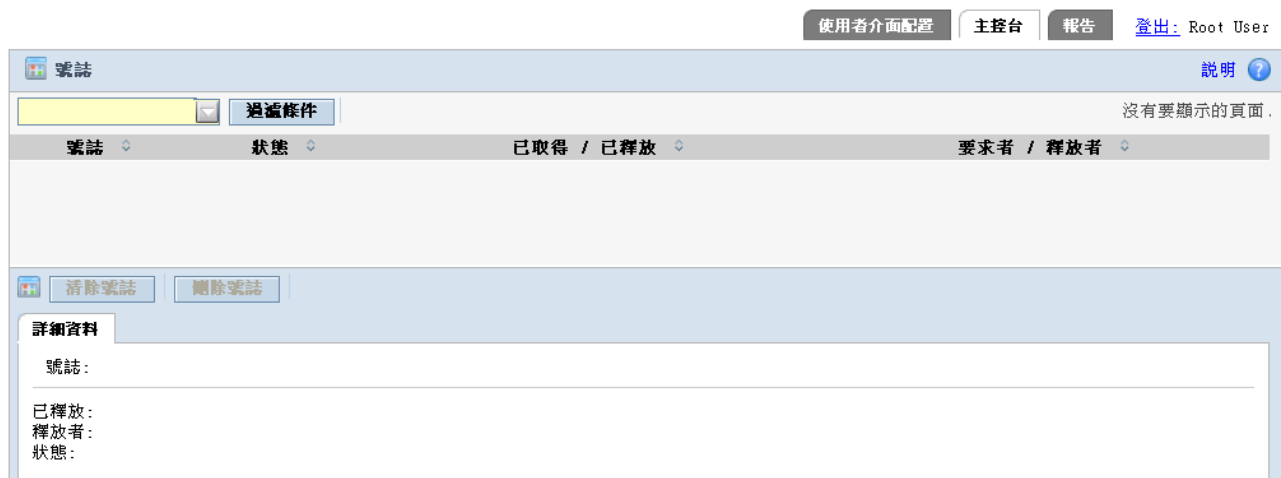 使用者介面配置 主控台 報告 登出: Root User
號誌 說明
過濾條件 沒有要顯示的頁面.
號誌 狀態 已取得 / 已釋放 要求者 / 釋放者
清除號誌 刪除號誌
詳細資料
號誌:
已釋放:
釋放者:
狀態: